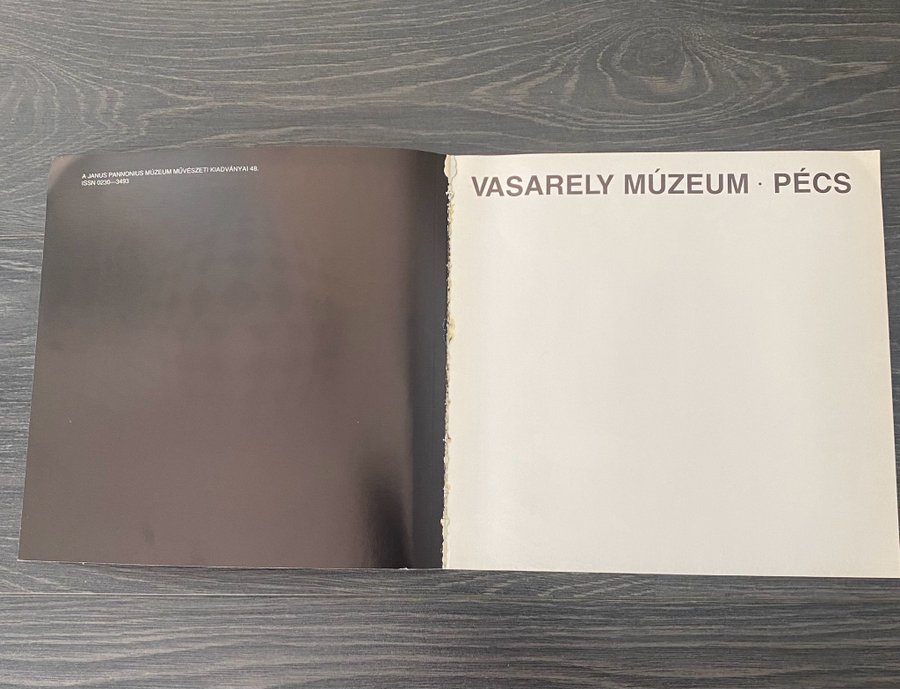 A JANUS PANNONIUS MÚZEUM MŰVÉSZETI KIADVÁNYAI 48.
ISSN 0230—3493
VASARELY MÚZEUM · PÉCS